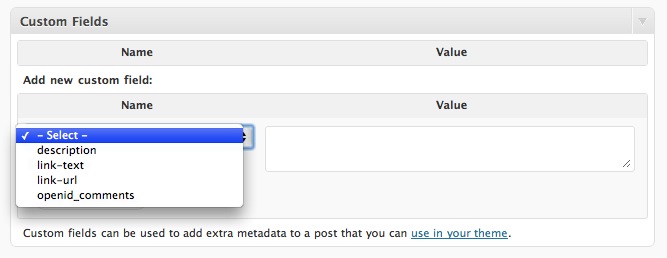 Custom Fields
Name Value
Add new custom field:
Name Value
✓ – Select –
description
link-text
link-url
openid_comments
Custom fields can be used to add extra metadata to a post that you can use in your theme.